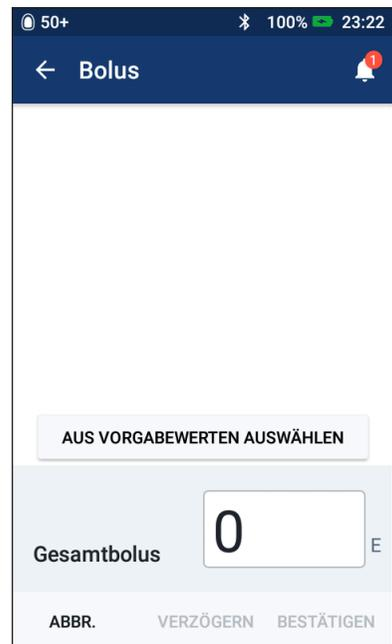 50+ 100% 23:22
Bolus 1
AUS VORGABEWERTEN AUSWÄHLEN
Gesamtbolus 0 E
ABBR. VERZÖGERN BESTÄTIGEN